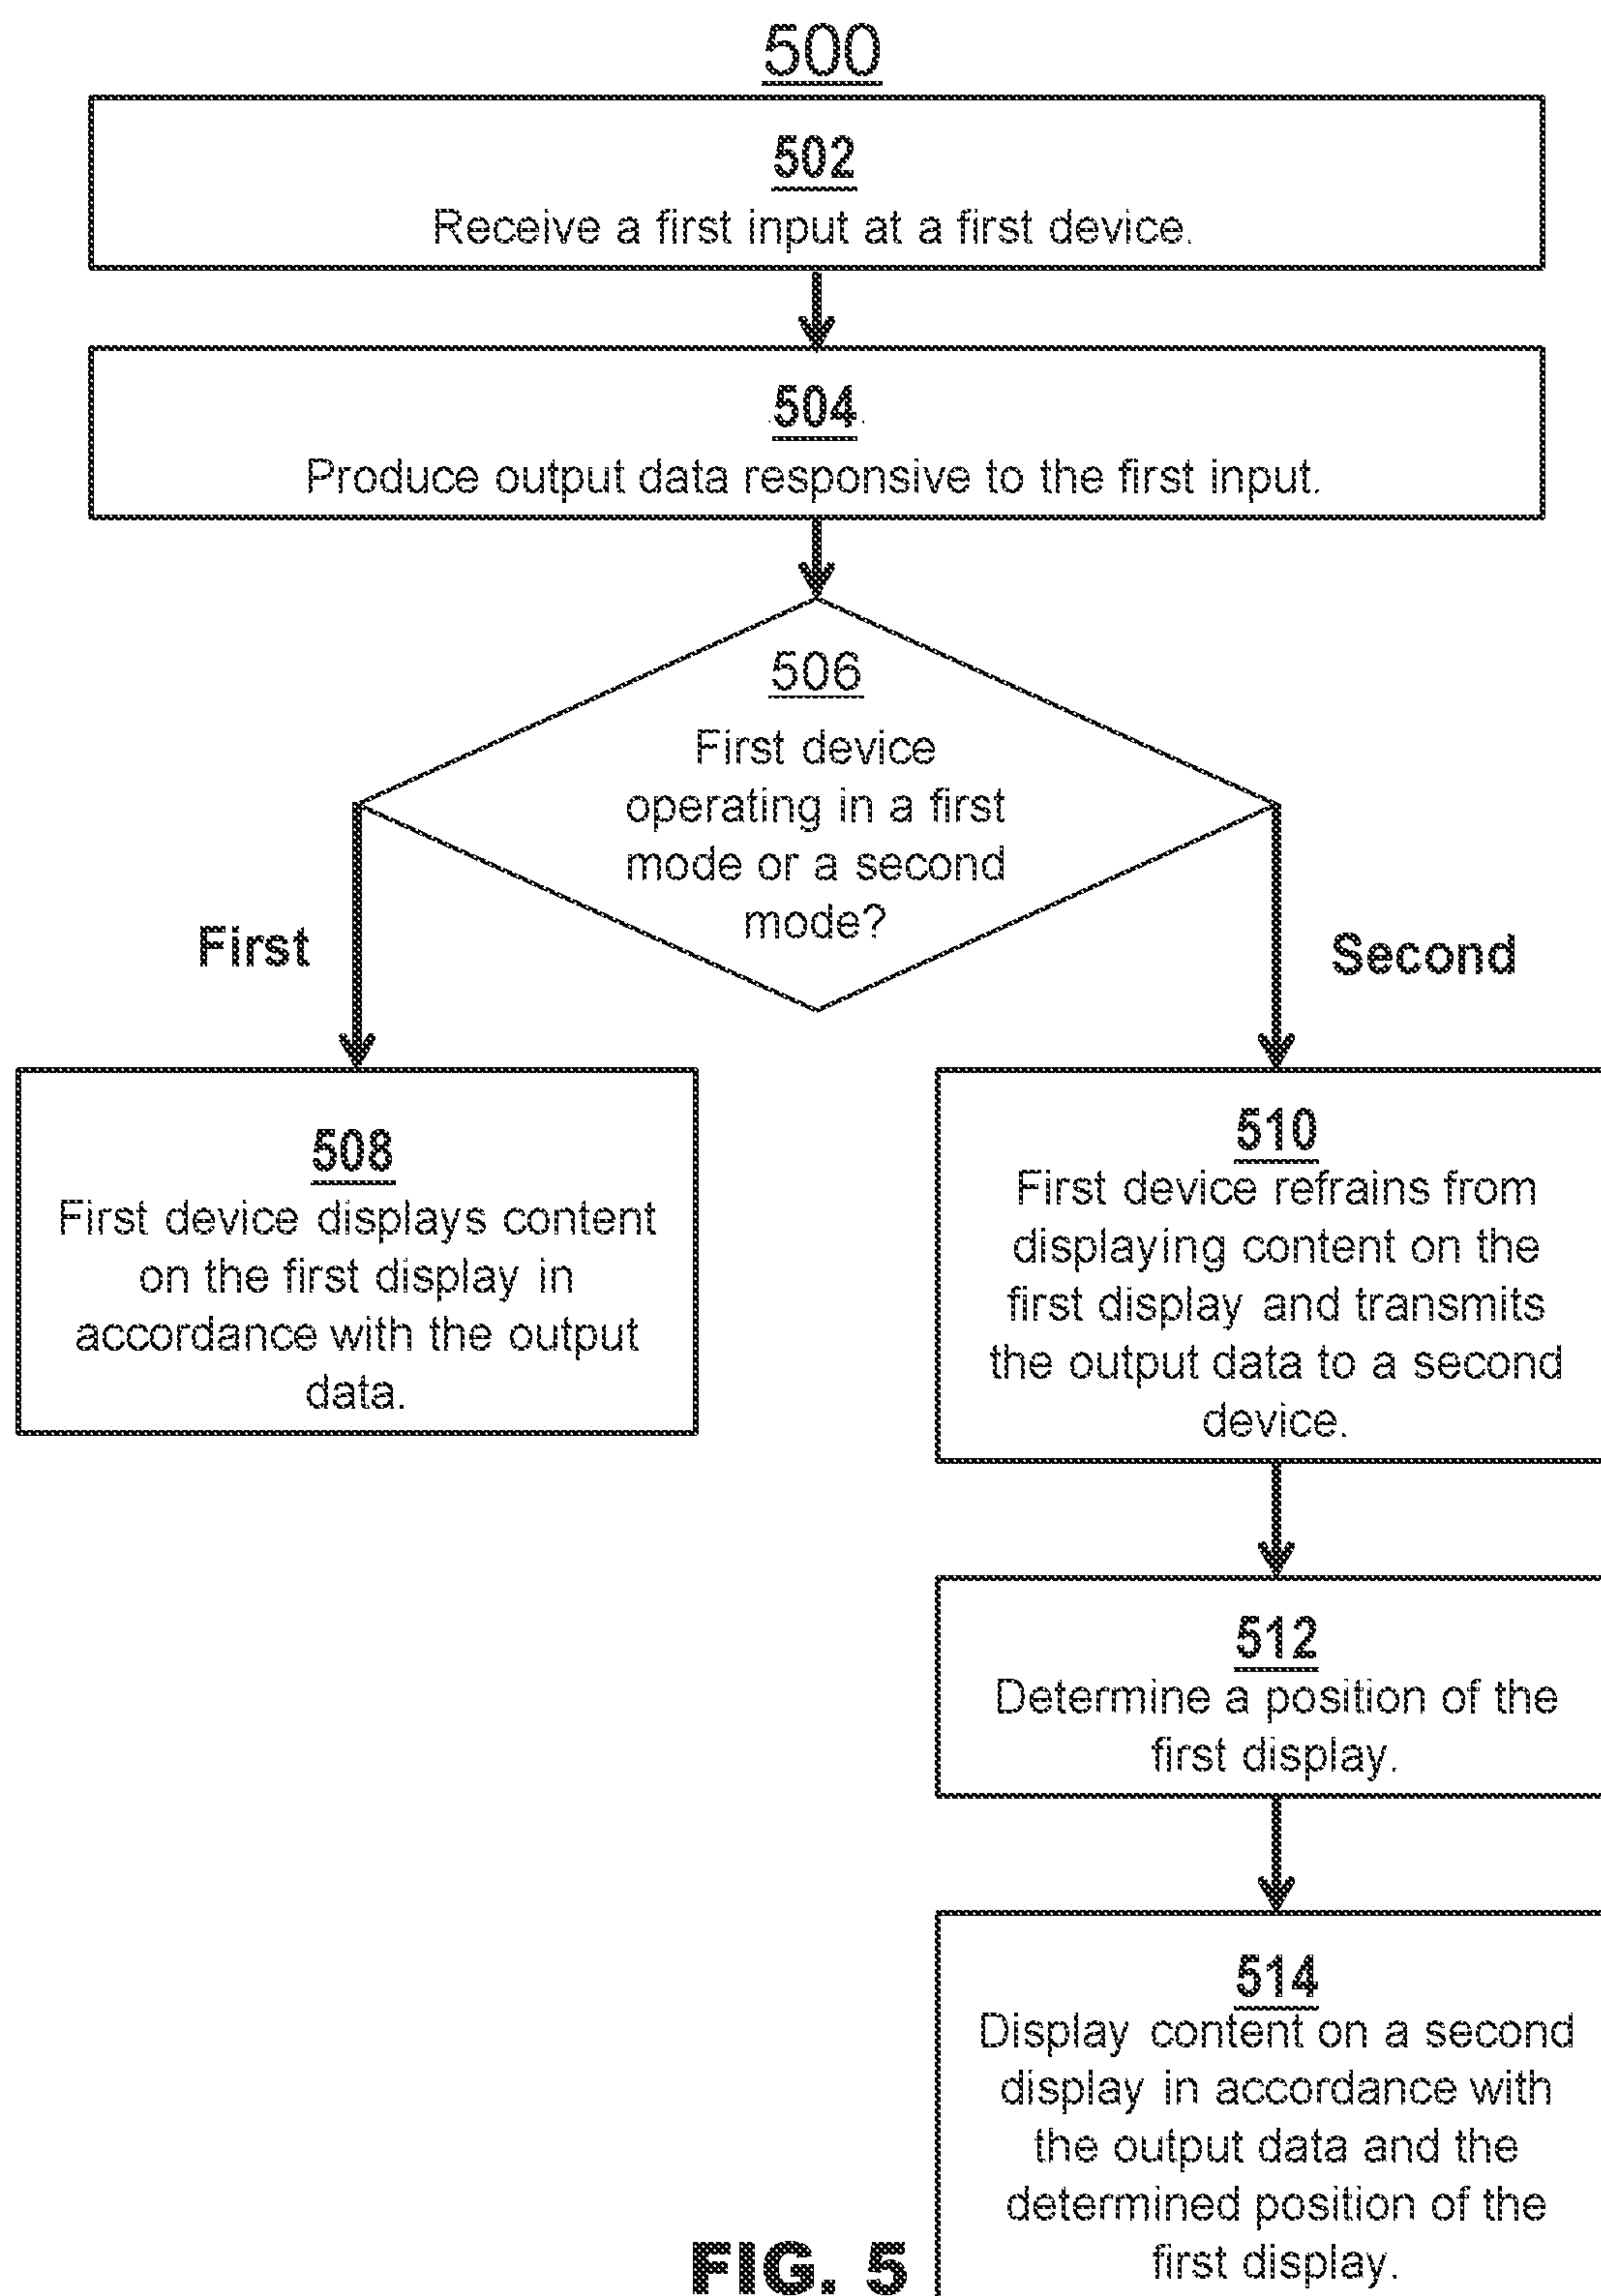 500
502
Receive a first input at a first device.
504
Produce output data responsive to the first input.
506
First device
operating in a first
mode or a second
mode?
First
Second
508
First device displays content
on the first display in
accordance with the output
data.
510
First device refrains from
displaying content on the
first display and transmits
the output data to a second
device.
512
Determine a position of the
first display.
514
Display content on a second
display in accordance with
the output data and the
determined position of the
first display.
FIG. 5